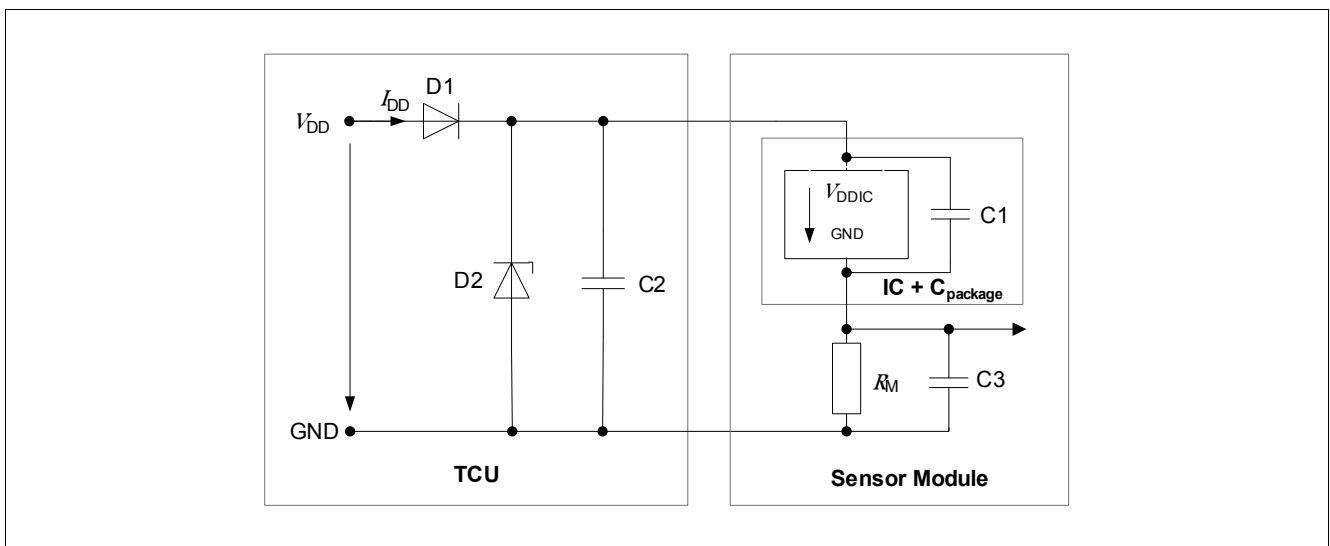 D1
I_DD
V_DD
V_DDIC
GND
C1
D2
C2
IC + C_package
R_M
C3
GND
TCU
Sensor Module